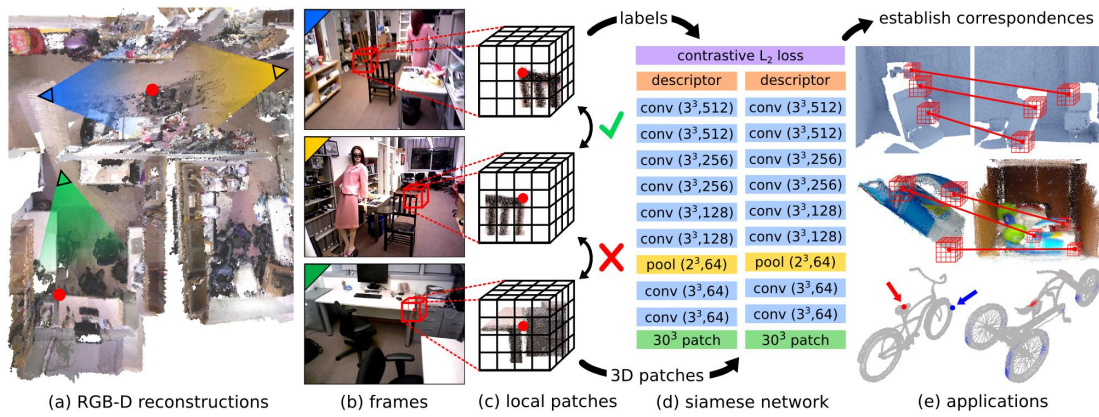 labels
establish correspondences
contrastive L₂ loss
descriptor descriptor
conv (3³,512) conv (3³,512)
conv (3³,512) conv (3³,512)
conv (3³,256) conv (3³,256)
conv (3³,256) conv (3³,256)
conv (3³,128) conv (3³,128)
conv (3³,128) conv (3³,128)
pool (2³,64) pool (2³,64)
conv (3³,64) conv (3³,64)
conv (3³,64) conv (3³,64)
30³ patch 30³ patch
3D patches
(a) RGB-D reconstructions (b) frames (c) local patches (d) siamese network (e) applications